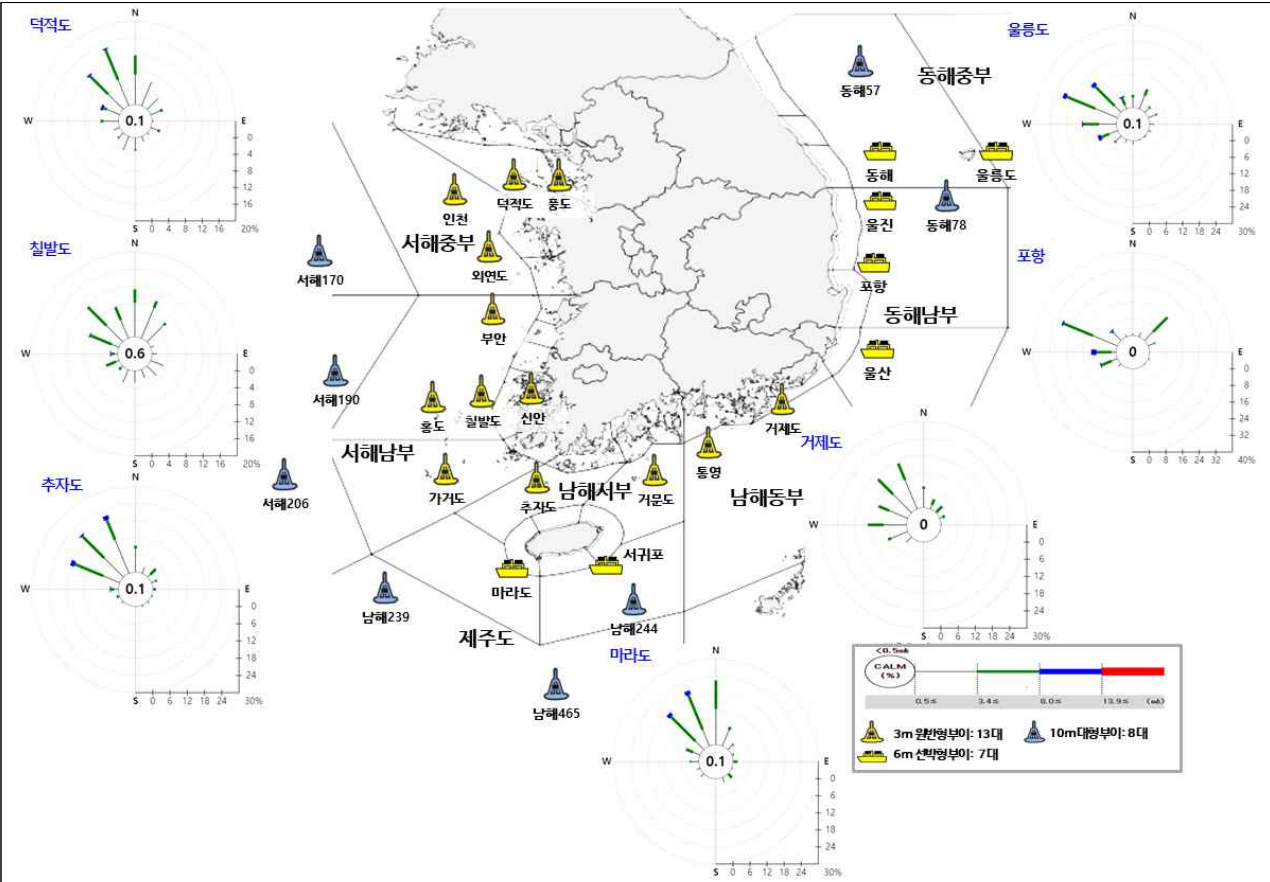 덕적도
N
W
E
S
0.1
0
4
8
12
16
0 4 8 12 16 20%
칠발도
N
W
E
S
0.6
0
4
8
12
16
0 4 8 12 16 20%
추자도
N
W
E
S
0.1
0
6
12
18
24
0 6 12 18 24 30%
울릉도
N
W
E
S
0.1
0
6
12
18
24
0 6 12 18 24 30%
포항
N
W
E
S
0
0
8
16
24
32
0 8 16 24 32 40%
거제도
N
W
E
S
0
0
6
12
18
24
0 6 12 18 24 30%
마라도
N
W
E
S
0.1
0
6
12
18
24
0 6 12 18 24 30%
동해57
동해중부
동해
울릉도
울진
동해78
포항
동해남부
울산
인천
덕적도
풍도
서해중부
서해170
외연도
부안
서해190
홍도
칠발도
신안
거제도
서해남부
통영
서해206
가거도
추자도
남해서부
거문도
남해동부
서귀포
마라도
남해239
남해244
제주도
남해465
<0.5㎧
CALM
(%)
0.5≤ 3.4≤ 8.0≤ 13.9≤ (㎧)
3m 원반형부이: 13대
10m대형부이: 8대
6m 선박형부이: 7대